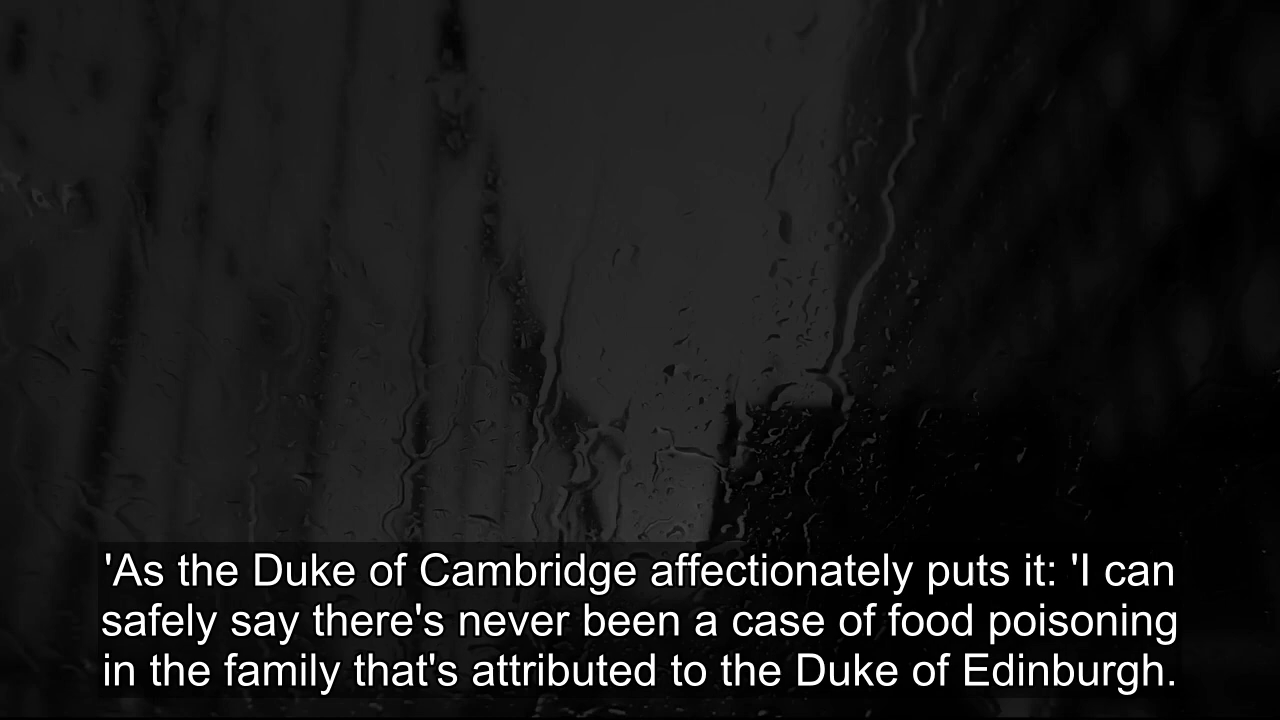 'As the Duke of Cambridge affectionately puts it: 'I can
safely say there's never been a case of food poisoning
in the family that's attributed to the Duke of Edinburgh.